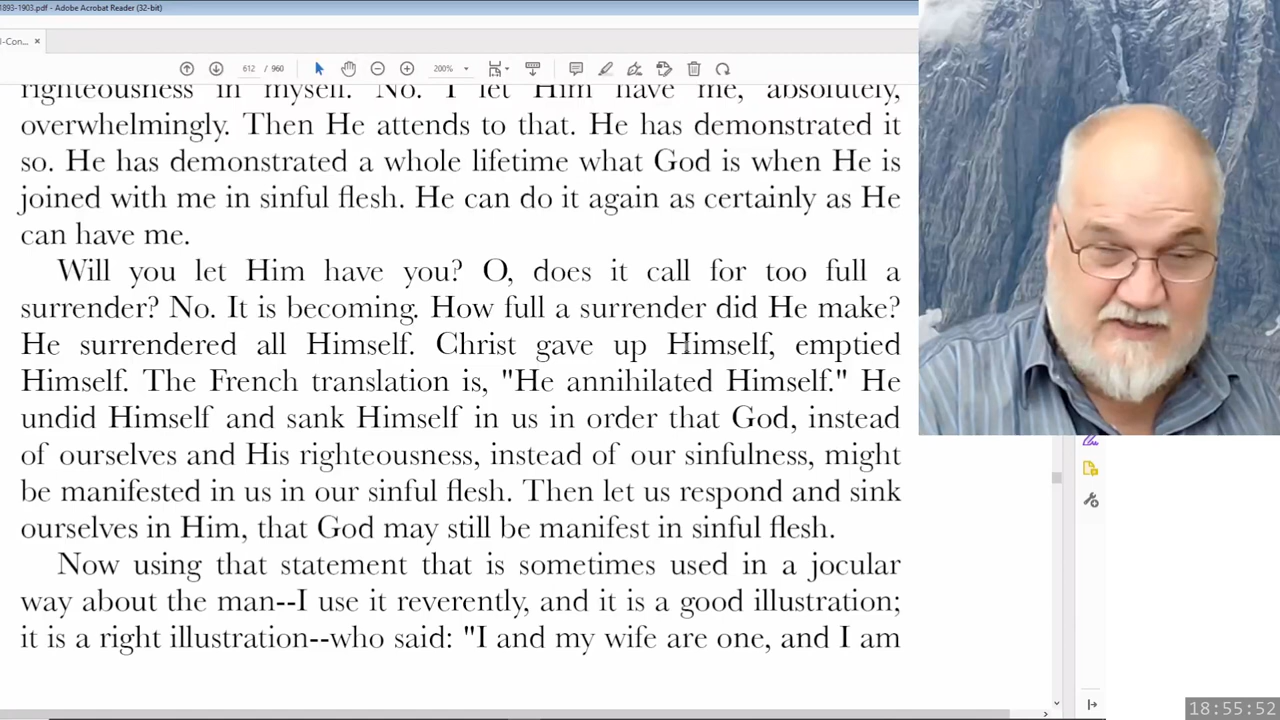 1893-1903.pdf - Adobe Acrobat Reader (32-bit)
I-Con... ×
612 / 960 200%
righteousness in myself. No. I let Him have me, absolutely,
overwhelmingly. Then He attends to that. He has demonstrated it
so. He has demonstrated a whole lifetime what God is when He is
joined with me in sinful flesh. He can do it again as certainly as He
can have me.
Will you let Him have you? O, does it call for too full a
surrender? No. It is becoming. How full a surrender did He make?
He surrendered all Himself. Christ gave up Himself, emptied
Himself. The French translation is, "He annihilated Himself." He
undid Himself and sank Himself in us in order that God, instead
of ourselves and His righteousness, instead of our sinfulness, might
be manifested in us in our sinful flesh. Then let us respond and sink
ourselves in Him, that God may still be manifest in sinful flesh.
Now using that statement that is sometimes used in a jocular
way about the man--I use it reverently, and it is a good illustration;
it is a right illustration--who said: "I and my wife are one, and I am
18:55:52